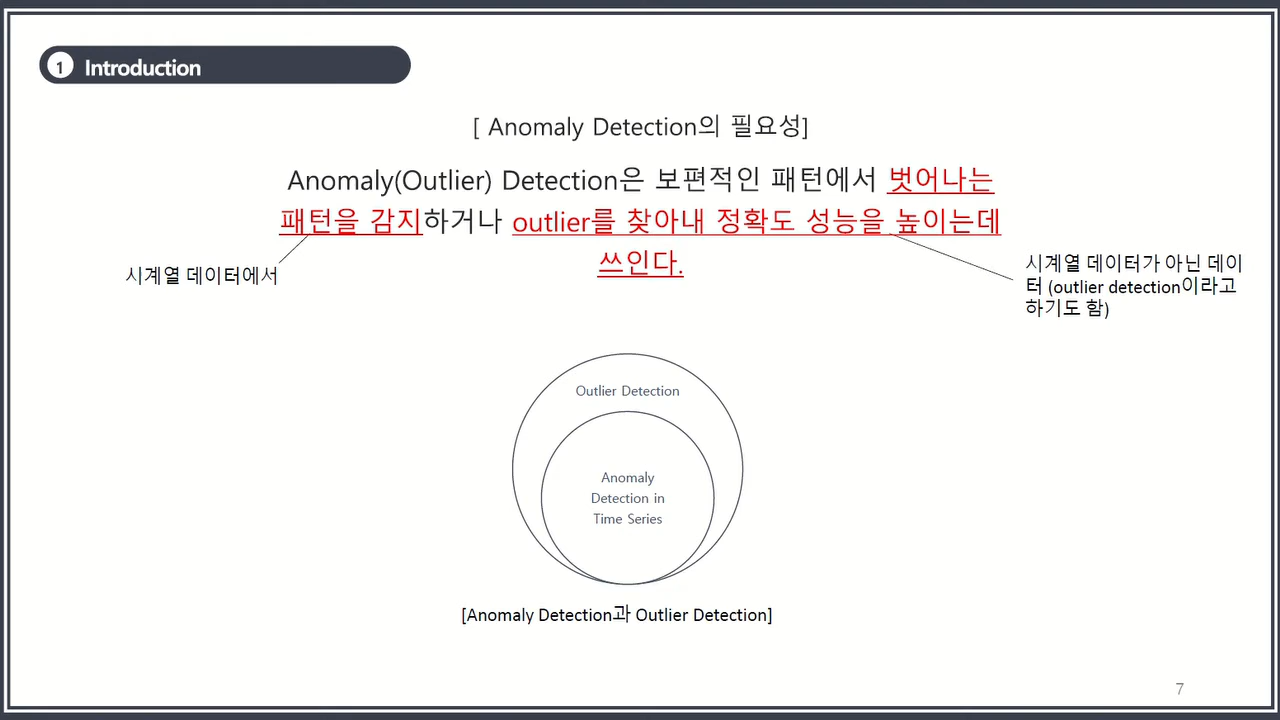 1 Introduction
[ Anomaly Detection의 필요성]
Anomaly(Outlier) Detection은 보편적인 패턴에서 벗어나는
패턴을 감지하거나 outlier를 찾아내 정확도 성능을 높이는데
쓰인다.
시계열 데이터에서
시계열 데이터가 아닌 데이
터 (outlier detection이라고
하기도 함)
Outlier Detection
Anomaly
Detection in
Time Series
[Anomaly Detection과 Outlier Detection]
7